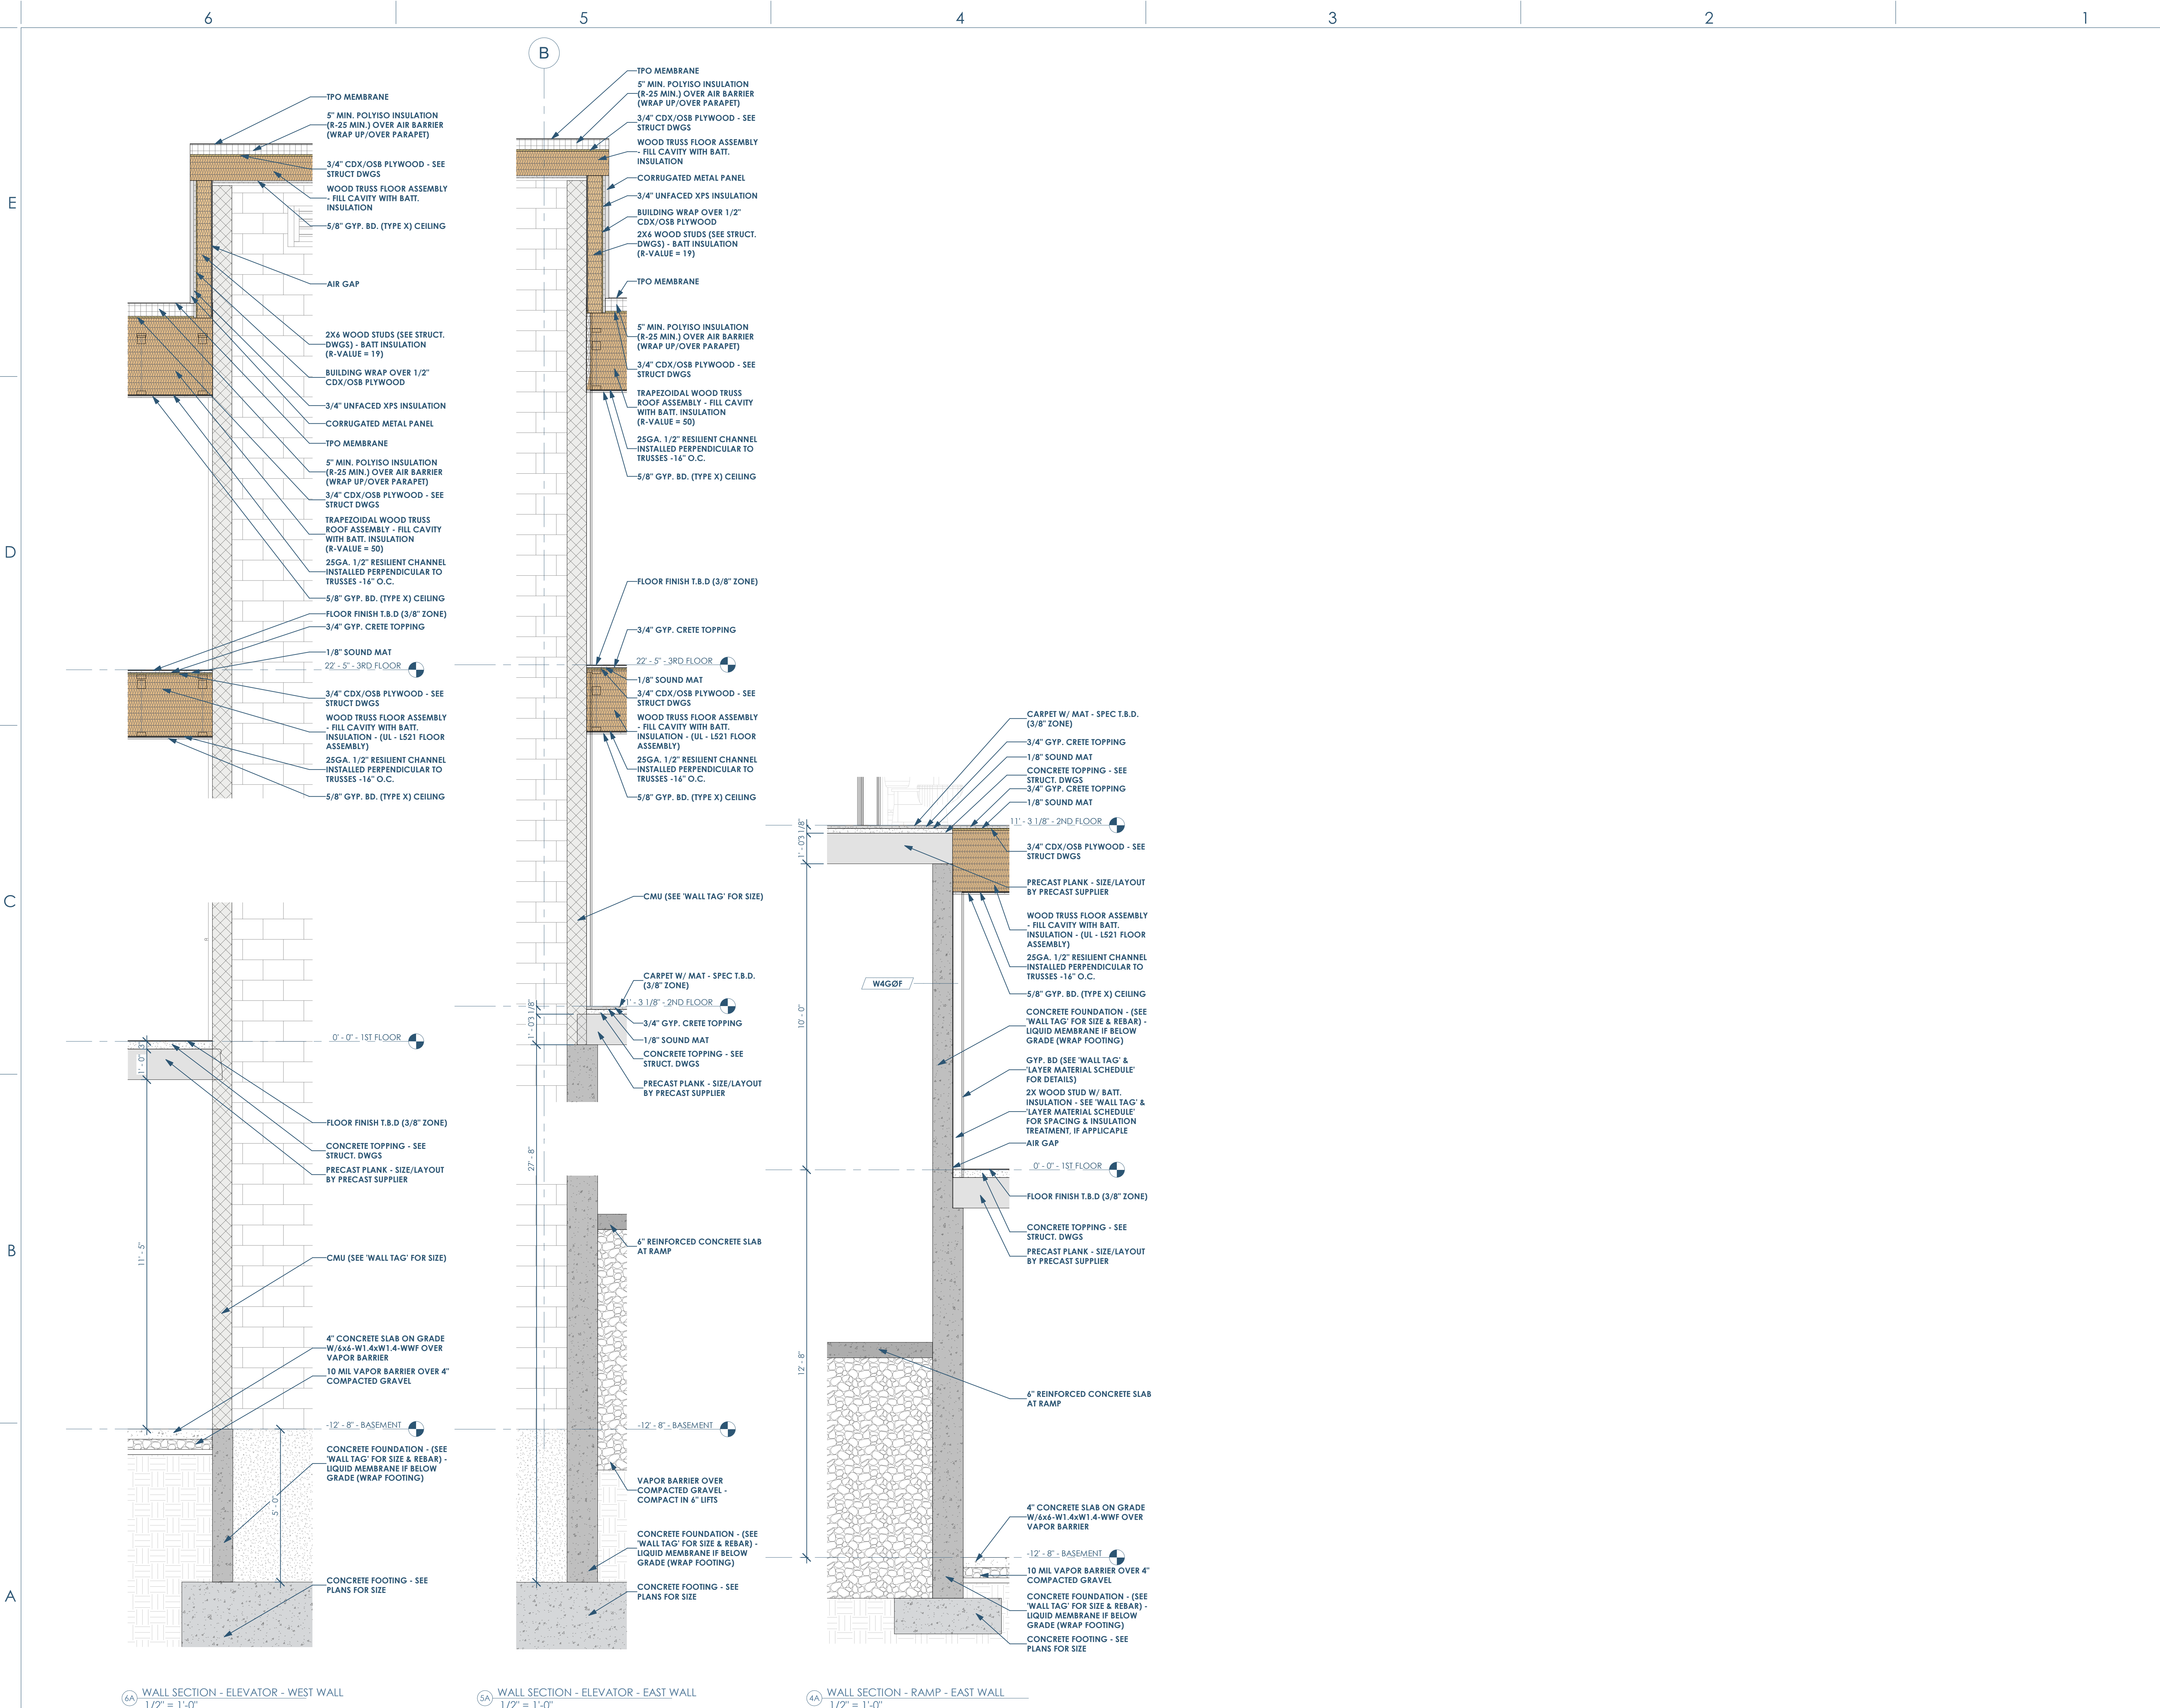 6
5
4
3
2
1
E
D
C
B
A
TPO MEMBRANE
5" MIN. POLYISO INSULATION
(R-25 MIN.) OVER AIR BARRIER
(WRAP UP/OVER PARAPET)
3/4" CDX/OSB PLYWOOD - SEE
STRUCT DWGS
WOOD TRUSS FLOOR ASSEMBLY
- FILL CAVITY WITH BATT.
INSULATION
5/8" GYP. BD. (TYPE X) CEILING
AIR GAP
2X6 WOOD STUDS (SEE STRUCT.
DWGS) - BATT INSULATION
(R-VALUE = 19)
BUILDING WRAP OVER 1/2"
CDX/OSB PLYWOOD
3/4" UNFACED XPS INSULATION
CORRUGATED METAL PANEL
TPO MEMBRANE
5" MIN. POLYISO INSULATION
(R-25 MIN.) OVER AIR BARRIER
(WRAP UP/OVER PARAPET)
3/4" CDX/OSB PLYWOOD - SEE
STRUCT DWGS
TRAPEZOIDAL WOOD TRUSS
ROOF ASSEMBLY - FILL CAVITY
WITH BATT. INSULATION
(R-VALUE = 50)
25GA. 1/2" RESILIENT CHANNEL
INSTALLED PERPENDICULAR TO
TRUSSES -16" O.C.
5/8" GYP. BD. (TYPE X) CEILING
FLOOR FINISH T.B.D (3/8" ZONE)
3/4" GYP. CRETE TOPPING
1/8" SOUND MAT
22' - 5" - 3RD FLOOR
3/4" CDX/OSB PLYWOOD - SEE
STRUCT DWGS
WOOD TRUSS FLOOR ASSEMBLY
- FILL CAVITY WITH BATT.
INSULATION - (UL - L521 FLOOR
ASSEMBLY)
25GA. 1/2" RESILIENT CHANNEL
INSTALLED PERPENDICULAR TO
TRUSSES -16" O.C.
5/8" GYP. BD. (TYPE X) CEILING
0' - 0" - 1ST FLOOR
3"
1' - 0"
11' - 5"
FLOOR FINISH T.B.D (3/8" ZONE)
CONCRETE TOPPING - SEE
STRUCT. DWGS
PRECAST PLANK - SIZE/LAYOUT
BY PRECAST SUPPLIER
CMU (SEE 'WALL TAG' FOR SIZE)
4" CONCRETE SLAB ON GRADE
W/6x6-W1.4xW1.4-WWF OVER
VAPOR BARRIER
10 MIL VAPOR BARRIER OVER 4"
COMPACTED GRAVEL
-12' - 8" - BASEMENT
CONCRETE FOUNDATION - (SEE
'WALL TAG' FOR SIZE & REBAR) -
LIQUID MEMBRANE IF BELOW
GRADE (WRAP FOOTING)
5' - 0"
CONCRETE FOOTING - SEE
PLANS FOR SIZE
6A
WALL SECTION - ELEVATOR - WEST WALL
1/2" = 1'-0"
B
TPO MEMBRANE
5" MIN. POLYISO INSULATION
(R-25 MIN.) OVER AIR BARRIER
(WRAP UP/OVER PARAPET)
3/4" CDX PLYWOOD - SEE
STRUCT DWGS
WOOD TRUSS FLOOR ASSEMBLY
- FILL CAVITY WITH BATT.
INSULATION
CORRUGATED METAL PANEL
3/4" UNFACED XPS INSULATION
BUILDING WRAP OVER 1/2"
CDX/OSB PLYWOOD
2X6 WOOD STUDS (SEE STRUCT.
DWGS) - BATT INSULATION
(R-VALUE = 19)
TPO MEMBRANE
5" MIN. POLYISO INSULATION
(R-25 MIN.) OVER AIR BARRIER
(WRAP UP/OVER PARAPET)
3/4" CDX/OSB PLYWOOD - SEE
STRUCT DWGS
TRAPEZOIDAL WOOD TRUSS
ROOF ASSEMBLY - FILL CAVITY
WITH BATT. INSULATION
(R-VALUE = 50)
25GA. 1/2" RESILIENT CHANNEL
INSTALLED PERPENDICULAR TO
TRUSSES -16" O.C.
5/8" GYP. BD. (TYPE X) CEILING
FLOOR FINISH T.B.D (3/8" ZONE)
3/4" GYP. CRETE TOPPING
22' - 5" - 3RD FLOOR
1/8" SOUND MAT
3/4" CDX/OSB PLYWOOD - SEE
STRUCT DWGS
WOOD TRUSS FLOOR ASSEMBLY
- FILL CAVITY WITH BATT.
INSULATION - (UL - L521 FLOOR
ASSEMBLY)
25GA. 1/2" RESILIENT CHANNEL
INSTALLED PERPENDICULAR TO
TRUSSES -16" O.C.
5/8" GYP. BD. (TYPE X) CEILING
CMU (SEE 'WALL TAG' FOR SIZE)
CARPET W/ MAT - SPEC T.B.D.
(3/8" ZONE)
1' - 3 1/8" - 2ND FLOOR
3 1/8"
1' - 0"
27' - 8"
3/4" GYP. CRETE TOPPING
1/8" SOUND MAT
CONCRETE TOPPING - SEE
STRUCT. DWGS
PRECAST PLANK - SIZE/LAYOUT
BY PRECAST SUPPLIER
6" REINFORCED CONCRETE SLAB
AT RAMP
-12' - 8" - BASEMENT
VAPOR BARRIER OVER
COMPACTED GRAVEL -
COMPACT IN 6" LIFTS
CONCRETE FOUNDATION - (SEE
'WALL TAG' FOR SIZE & REBAR) -
LIQUID MEMBRANE IF BELOW
GRADE (WRAP FOOTING)
CONCRETE FOOTING - SEE
PLANS FOR SIZE
5A
WALL SECTION - ELEVATOR - EAST WALL
1/2" = 1'-0"
CARPET W/ MAT - SPEC T.B.D.
(3/8" ZONE)
3/4" GYP. CRETE TOPPING
1/8" SOUND MAT
CONCRETE TOPPING - SEE
STRUCT. DWGS
3/4" GYP. CRETE TOPPING
1/8" SOUND MAT
11' - 3 1/8" - 2ND FLOOR
3 1/8"
1' - 0"
10' - 0"
12' - 8"
3/4" CDX/OSB PLYWOOD - SEE
STRUCT DWGS
PRECAST PLANK - SIZE/LAYOUT
BY PRECAST SUPPLIER
WOOD TRUSS FLOOR ASSEMBLY
- FILL CAVITY WITH BATT.
INSULATION - (UL - L521 FLOOR
ASSEMBLY)
25GA. 1/2" RESILIENT CHANNEL
INSTALLED PERPENDICULAR TO
TRUSSES -16" O.C.
W4GØF
5/8" GYP. BD. (TYPE X) CEILING
CONCRETE FOUNDATION - (SEE
'WALL TAG' FOR SIZE & REBAR) -
LIQUID MEMBRANE IF BELOW
GRADE (WRAP FOOTING)
GYP. BD (SEE 'WALL TAG' &
'LAYER MATERIAL SCHEDULE'
FOR DETAILS)
2X WOOD STUD W/ BATT.
INSULATION - SEE 'WALL TAG' &
'LAYER MATERIAL SCHEDULE'
FOR SPACING & INSULATION
TREATMENT, IF APPLICAPLE
AIR GAP
0' - 0" - 1ST FLOOR
FLOOR FINISH T.B.D (3/8" ZONE)
CONCRETE TOPPING - SEE
STRUCT. DWGS
PRECAST PLANK - SIZE/LAYOUT
BY PRECAST SUPPLIER
6" REINFORCED CONCRETE SLAB
AT RAMP
4" CONCRETE SLAB ON GRADE
W/6x6-W1.4xW1.4-WWF OVER
VAPOR BARRIER
-12' - 8" - BASEMENT
10 MIL VAPOR BARRIER OVER 4"
COMPACTED GRAVEL
CONCRETE FOUNDATION - (SEE
'WALL TAG' FOR SIZE & REBAR) -
LIQUID MEMBRANE IF BELOW
GRADE (WRAP FOOTING)
CONCRETE FOOTING - SEE
PLANS FOR SIZE
4A
WALL SECTION - RAMP - EAST WALL
1/2" = 1'-0"